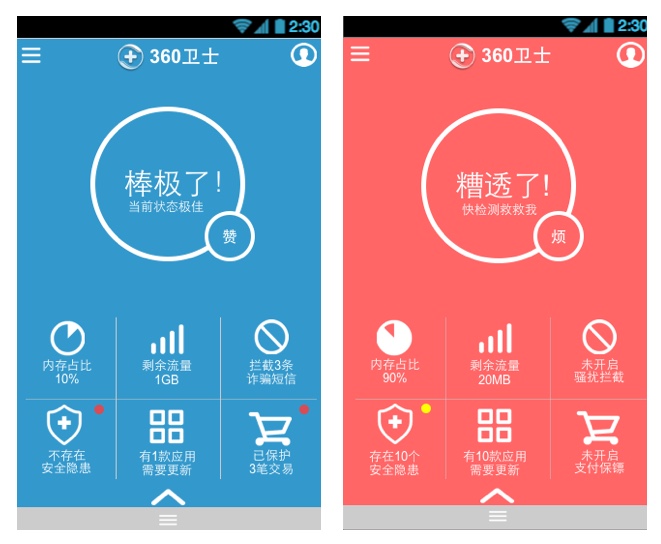 2:30
360卫士
棒极了!
当前状态极佳
赞
内存占比
10%
剩余流量
1GB
拦截3条
诈骗短信
不存在
安全隐患
有1款应用
需要更新
已保护
3笔交易
2:30
360卫士
糟透了!
快检测救救我
烦
内存占比
90%
剩余流量
20MB
未开启
骚扰拦截
存在10个
安全隐患
有10款应用
需要更新
未开启
支付保镖